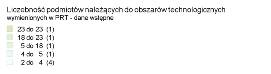 Liczebność podmiotów należących do obszarów technologicznych
wymienionych w PRT - dane wstępne
23 do 23 (1)
18 do 23 (1)
5 do 18 (1)
4 do 5 (1)
2 do 4 (4)